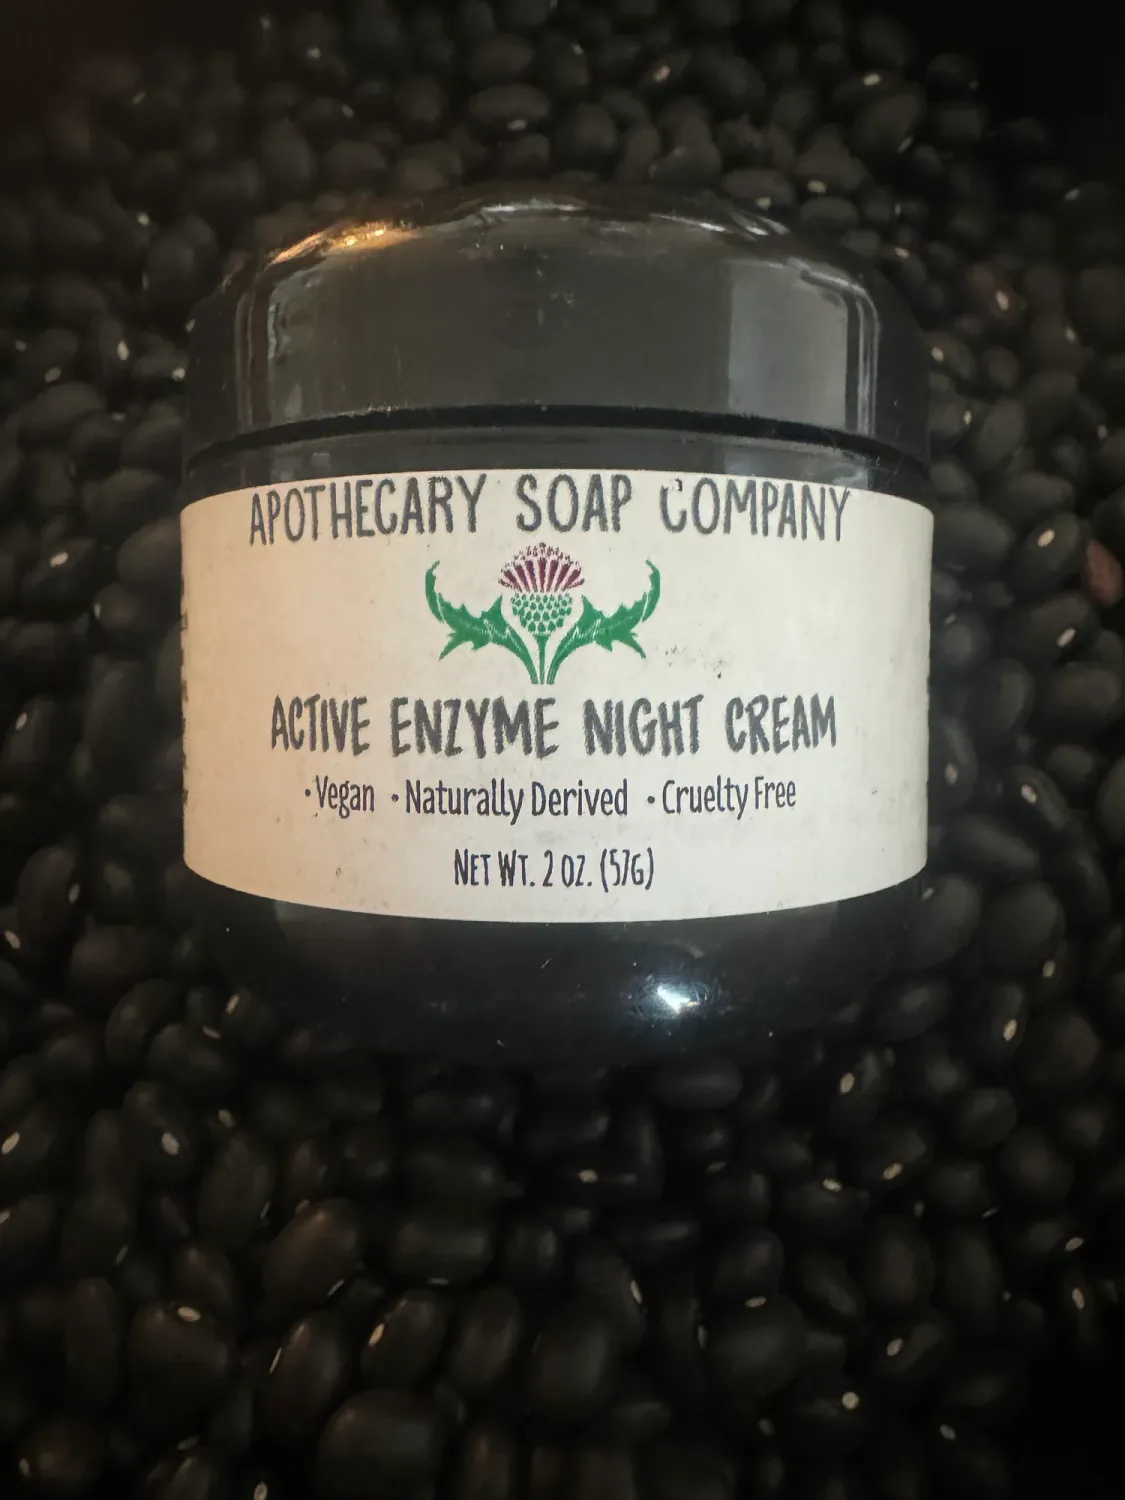 APOTHECARY SOAP COMPANY
ACTIVE ENZYME NIGHT CREAM
·Vegan ·Naturally Derived ·Cruelty Free
NET WT. 2 OZ. (57G)